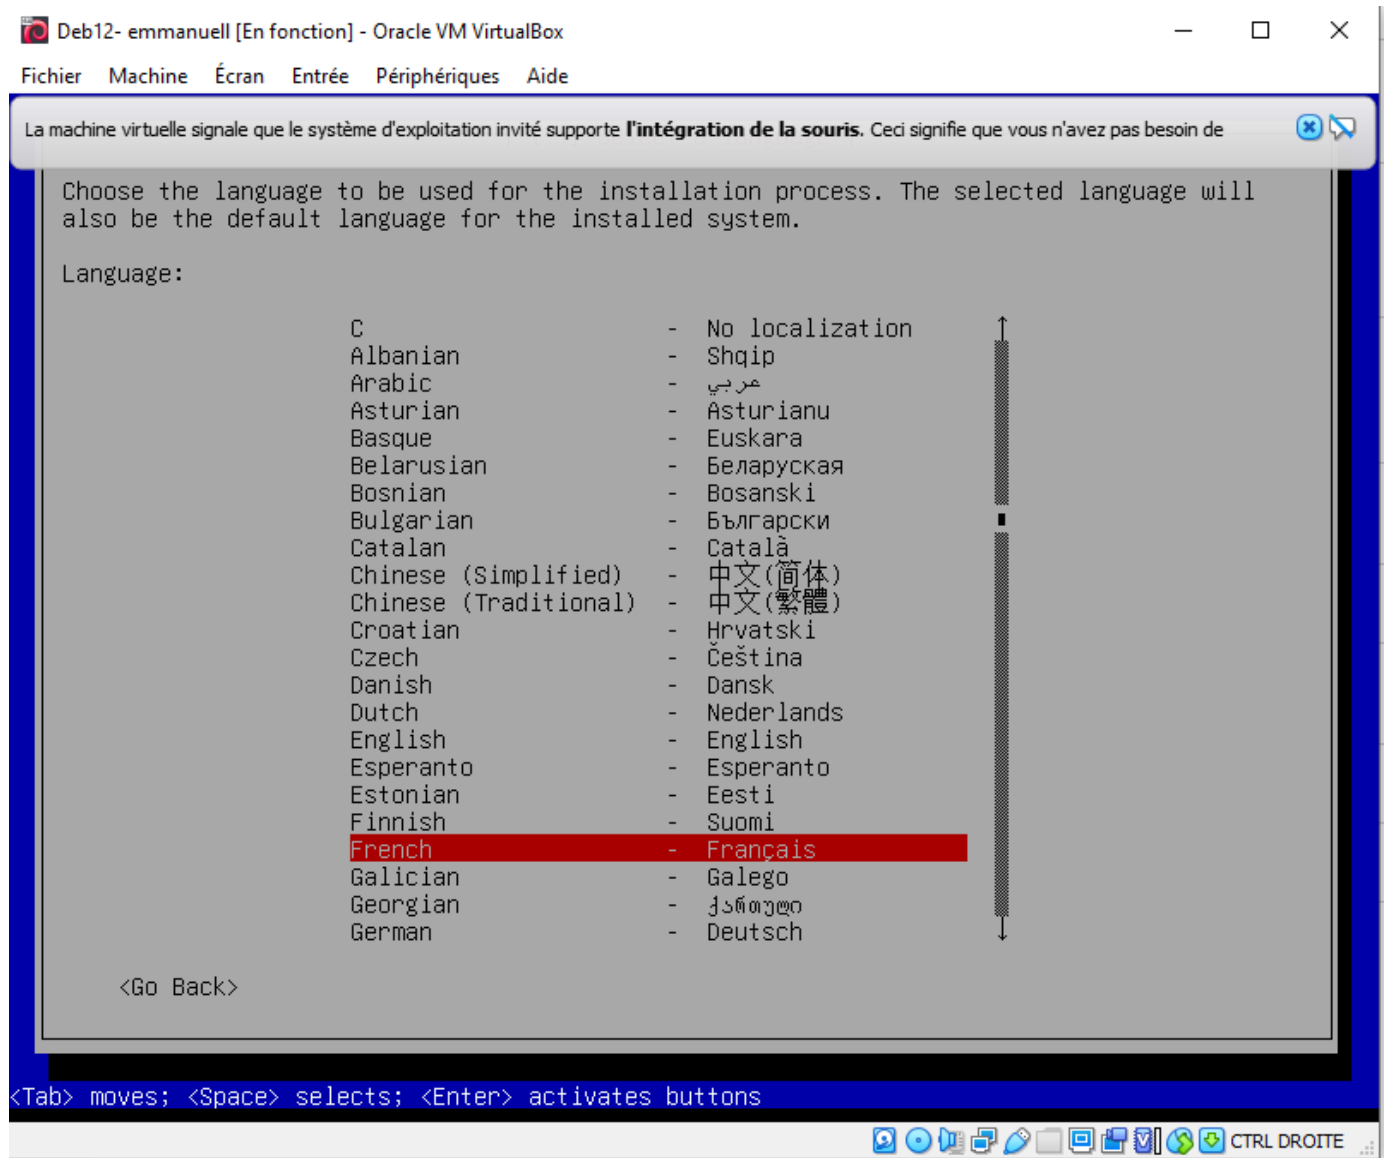 Deb12- emmanuell [En fonction] - Oracle VM VirtualBox
Fichier Machine Écran Entrée Périphériques Aide
La machine virtuelle signale que le système d'exploitation invité supporte l'intégration de la souris. Ceci signifie que vous n'avez pas besoin de
Choose the language to be used for the installation process. The selected language will
also be the default language for the installed system.
Language:
C - No localization
Albanian - Shqip
Arabic - عربي
Asturian - Asturianu
Basque - Euskara
Belarusian - Беларуская
Bosnian - Bosanski
Bulgarian - Български
Catalan - Català
Chinese (Simplified) - 中文(简体)
Chinese (Traditional) - 中文(繁體)
Croatian - Hrvatski
Czech - Čeština
Danish - Dansk
Dutch - Nederlands
English - English
Esperanto - Esperanto
Estonian - Eesti
Finnish - Suomi
French - Français
Galician - Galego
Georgian - ქართული
German - Deutsch
<Go Back>
<Tab> moves; <Space> selects; <Enter> activates buttons
CTRL DROITE